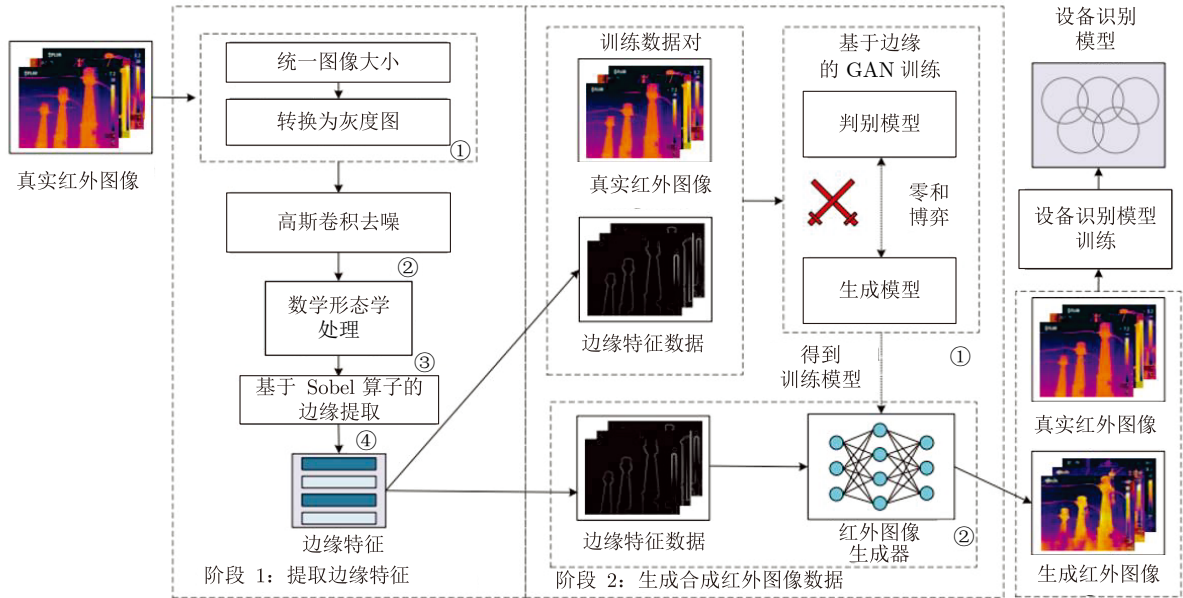 真实红外图像
统一图像大小
转换为灰度图
①
高斯卷积去噪
②
数学形态学
处理
③
基于 Sobel 算子的
边缘提取
④
边缘特征
阶段 1：提取边缘特征
训练数据对
真实红外图像
边缘特征数据
基于边缘
的 GAN 训练
判别模型
零和
博弈
生成模型
①
得到
训练模型
边缘特征数据
红外图像
生成器
②
阶段 2：生成合成红外图像数据
设备识别
模型
设备识别模型
训练
真实红外图像
生成红外图像